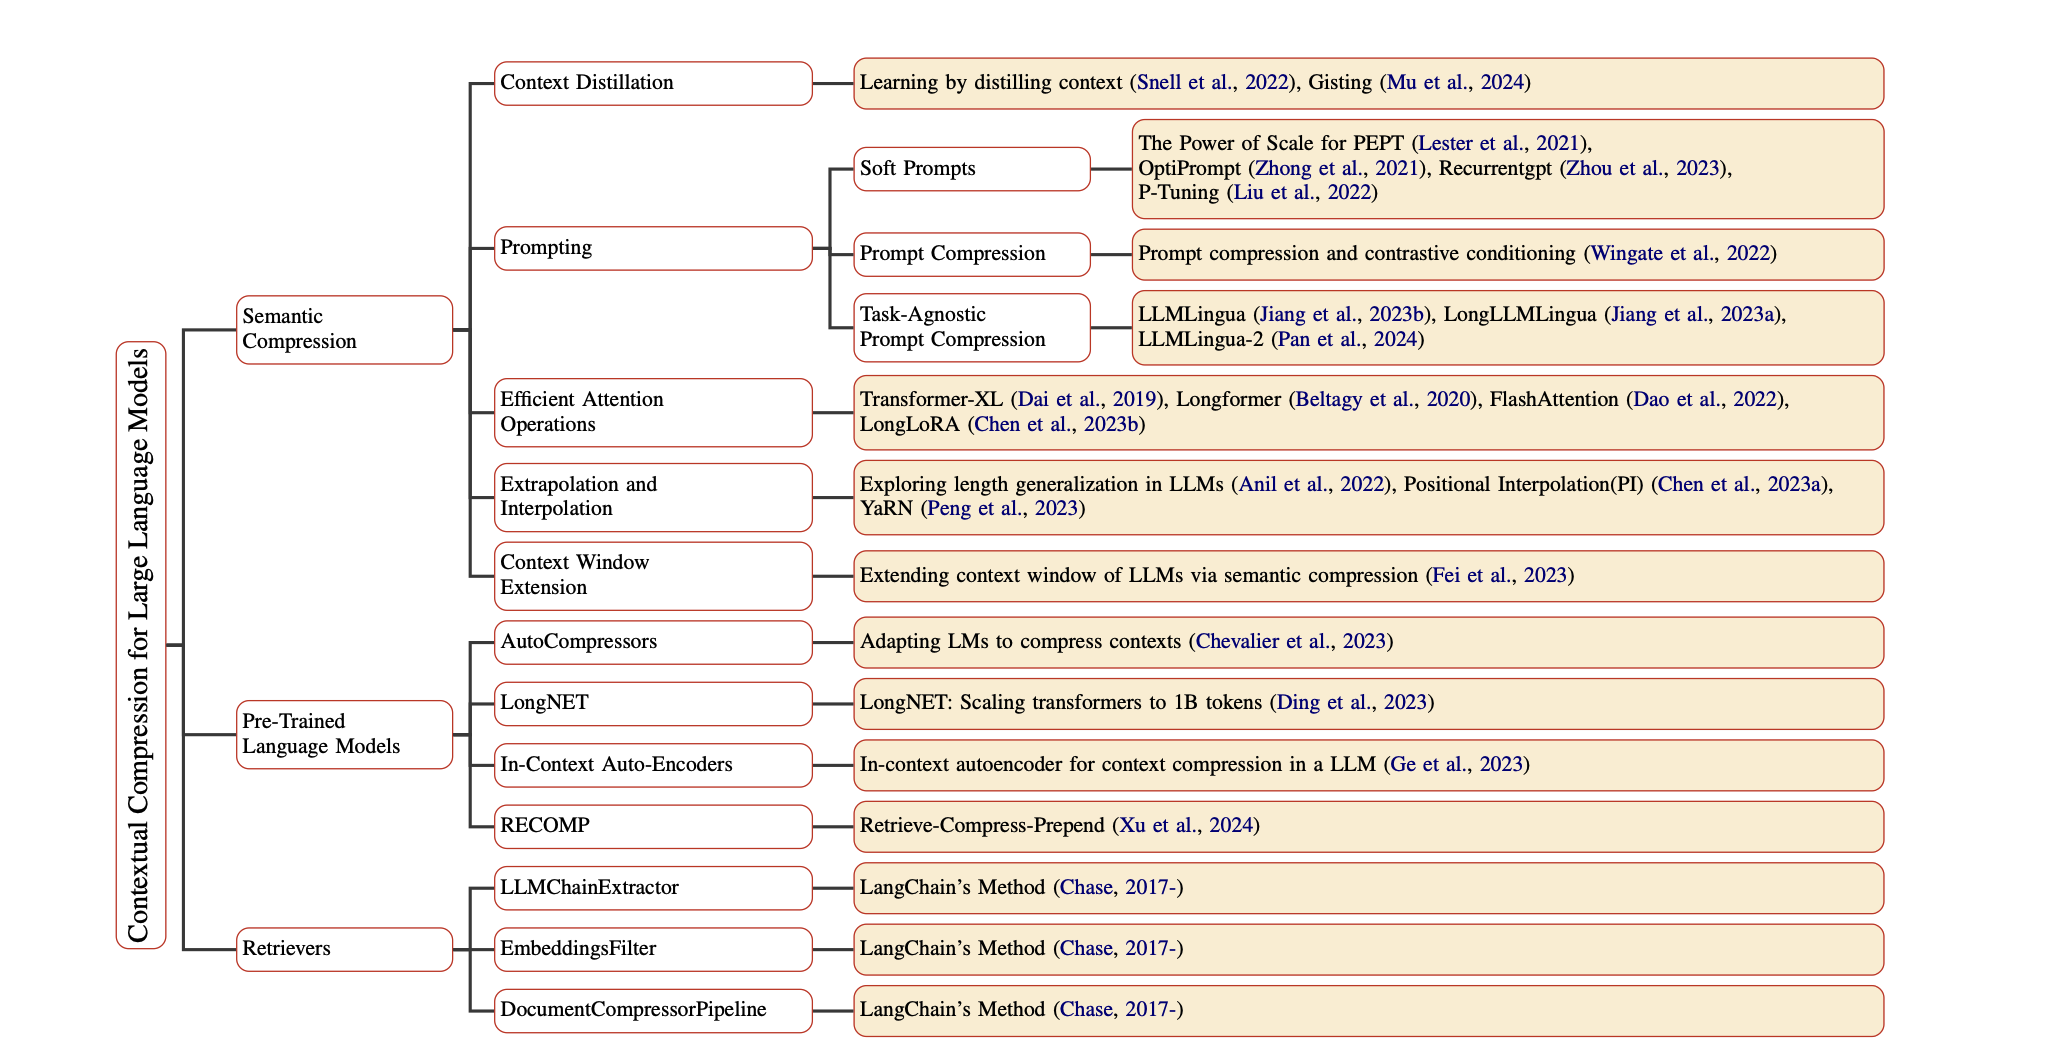 Contextual Compression for Large Language Models
Semantic
Compression
Context Distillation
Learning by distilling context (Snell et al., 2022), Gisting (Mu et al., 2024)
Prompting
Soft Prompts
The Power of Scale for PEPT (Lester et al., 2021),
OptiPrompt (Zhong et al., 2021), Recurrentgpt (Zhou et al., 2023),
P-Tuning (Liu et al., 2022)
Prompt Compression
Prompt compression and contrastive conditioning (Wingate et al., 2022)
Task-Agnostic
Prompt Compression
LLMLingua (Jiang et al., 2023b), LongLLMLingua (Jiang et al., 2023a),
LLMLingua-2 (Pan et al., 2024)
Efficient Attention
Operations
Transformer-XL (Dai et al., 2019), Longformer (Beltagy et al., 2020), FlashAttention (Dao et al., 2022),
LongLoRA (Chen et al., 2023b)
Extrapolation and
Interpolation
Exploring length generalization in LLMs (Anil et al., 2022), Positional Interpolation(PI) (Chen et al., 2023a),
YaRN (Peng et al., 2023)
Context Window
Extension
Extending context window of LLMs via semantic compression (Fei et al., 2023)
Pre-Trained
Language Models
AutoCompressors
Adapting LMs to compress contexts (Chevalier et al., 2023)
LongNET
LongNET: Scaling transformers to 1B tokens (Ding et al., 2023)
In-Context Auto-Encoders
In-context autoencoder for context compression in a LLM (Ge et al., 2023)
RECOMP
Retrieve-Compress-Prepend (Xu et al., 2024)
Retrievers
LLMChainExtractor
LangChain's Method (Chase, 2017-)
EmbeddingsFilter
LangChain's Method (Chase, 2017-)
DocumentCompressorPipeline
LangChain's Method (Chase, 2017-)